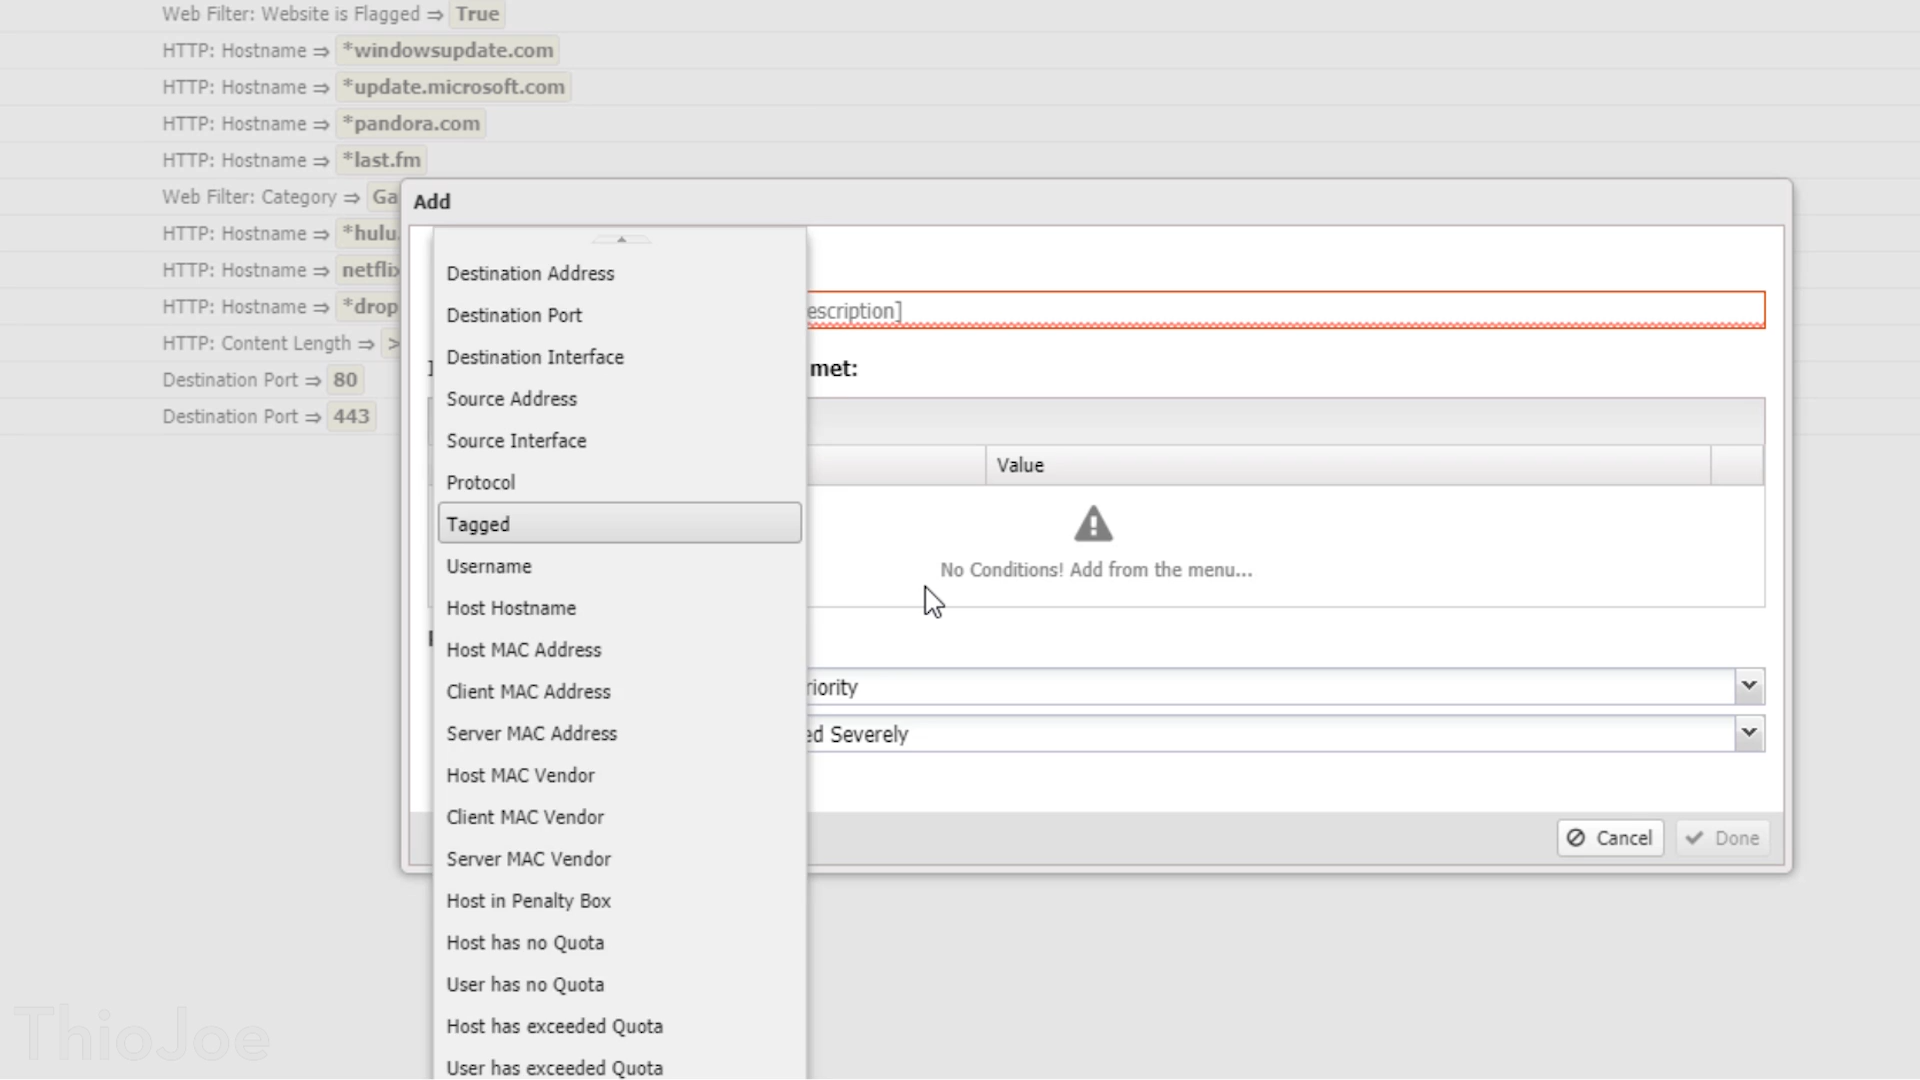 Web Filter: Website is Flagged ⇒ True
HTTP: Hostname ⇒ *windowsupdate.com
HTTP: Hostname ⇒ *update.microsoft.com
HTTP: Hostname ⇒ *pandora.com
HTTP: Hostname ⇒ *last.fm
Web Filter: Category ⇒ Ga
HTTP: Hostname ⇒ *hulu.
HTTP: Hostname ⇒ netflix
HTTP: Hostname ⇒ *drop
HTTP: Content Length ⇒ >
Destination Port ⇒ 80
Destination Port ⇒ 443
Add
Destination Address
Destination Port
Destination Interface
Source Address
Source Interface
Protocol
Tagged
Username
Host Hostname
Host MAC Address
Client MAC Address
Server MAC Address
Host MAC Vendor
Client MAC Vendor
Server MAC Vendor
Host in Penalty Box
Host has no Quota
User has no Quota
Host has exceeded Quota
User has exceeded Quota
escription]
met:
Value
No Conditions! Add from the menu...
riority
ed Severely
Cancel
Done
ThioJoe